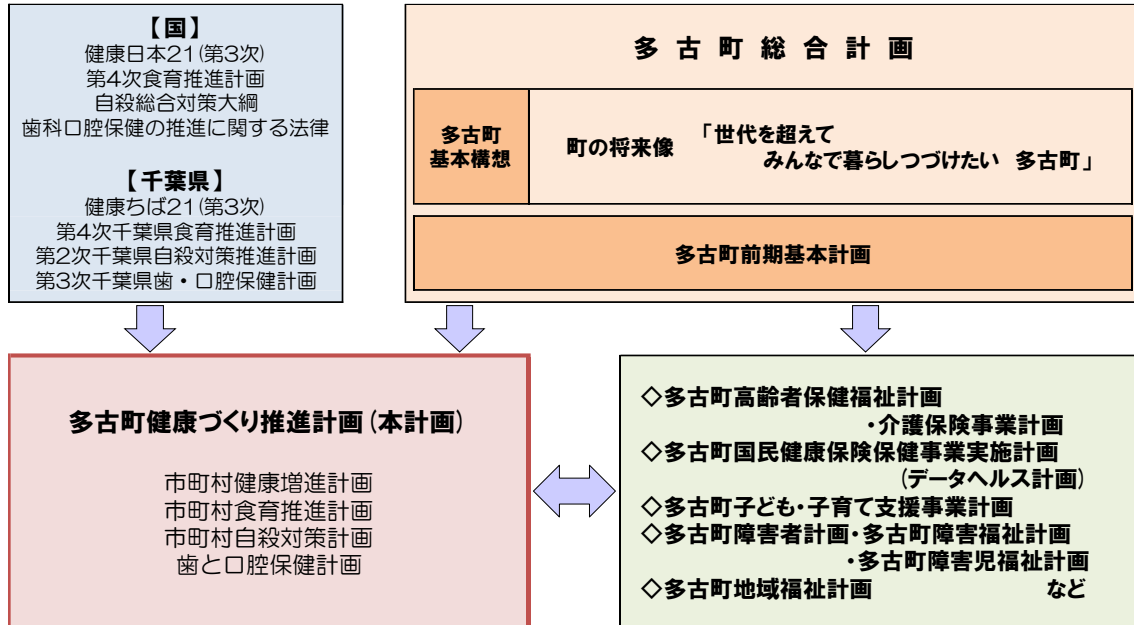 【国】
健康日本21(第3次)
第4次食育推進計画
自殺総合対策大綱
歯科口腔保健の推進に関する法律
【千葉県】
健康ちば21(第3次)
第4次千葉県食育推進計画
第2次千葉県自殺対策推進計画
第3次千葉県歯・口腔保健計画
多古町総合計画
多古町
基本構想
町の将来像 「世代を超えて
みんなで暮らしつづけたい 多古町」
多古町前期基本計画
多古町健康づくり推進計画(本計画)
市町村健康増進計画
市町村食育推進計画
市町村自殺対策計画
歯と口腔保健計画
◇多古町高齢者保健福祉計画
・介護保険事業計画
◇多古町国民健康保険保健事業実施計画
(データヘルス計画)
◇多古町子ども・子育て支援事業計画
◇多古町障害者計画・多古町障害福祉計画
・多古町障害児福祉計画
◇多古町地域福祉計画 など